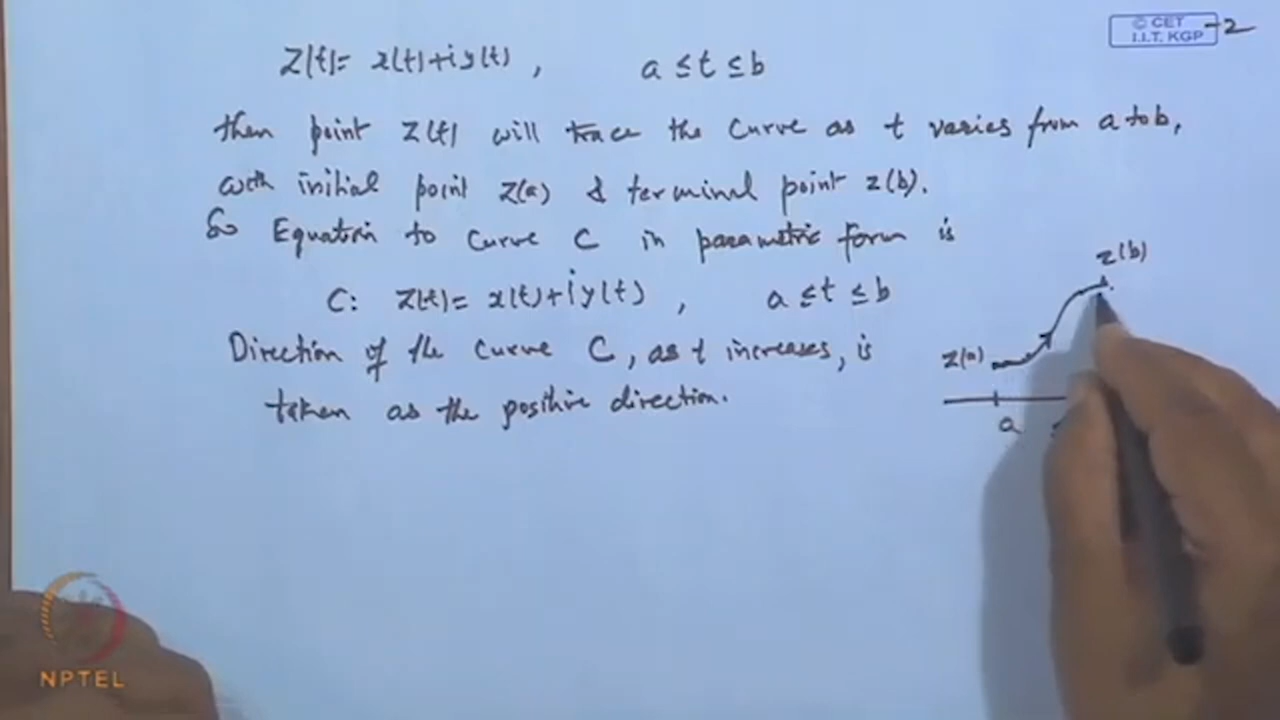 © CET
I.I.T. KGP
-2
z(t)= x(t)+iy(t), a ≤t ≤b
then point z(t) will trace the curve as t varies from a to b,
with initial point z(a) & terminal point z(b).
So Equation to curve C in parametric form is
C: z(t)= x(t)+iy(t), a ≤t ≤b
z(b)
Direction of the curve C, as t increases, is
taken as the positive direction.
z(a)
a
NPTEL